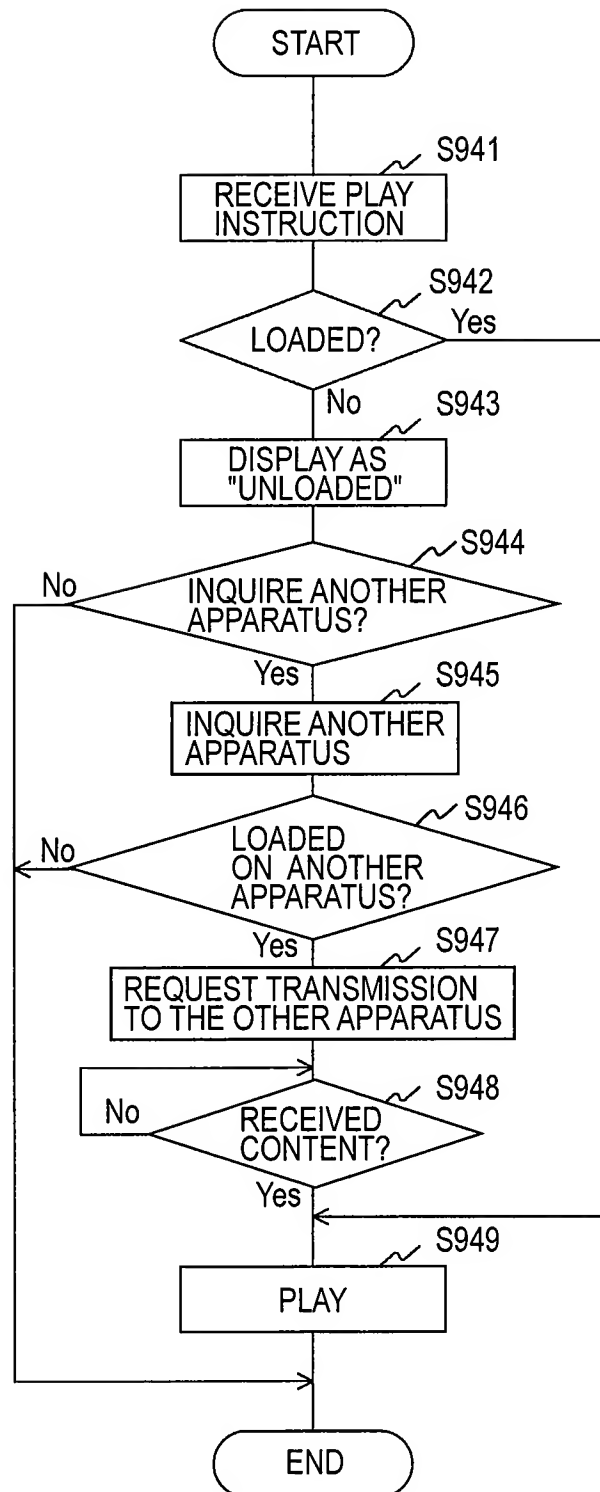 START
S941
RECEIVE PLAY
INSTRUCTION
S942
LOADED?
Yes
No
S943
DISPLAY AS
"UNLOADED"
S944
No
INQUIRE ANOTHER
APPARATUS?
Yes
S945
INQUIRE ANOTHER
APPARATUS
S946
No
LOADED
ON ANOTHER
APPARATUS?
Yes
S947
REQUEST TRANSMISSION
TO THE OTHER APPARATUS
S948
No
RECEIVED
CONTENT?
Yes
S949
PLAY
END